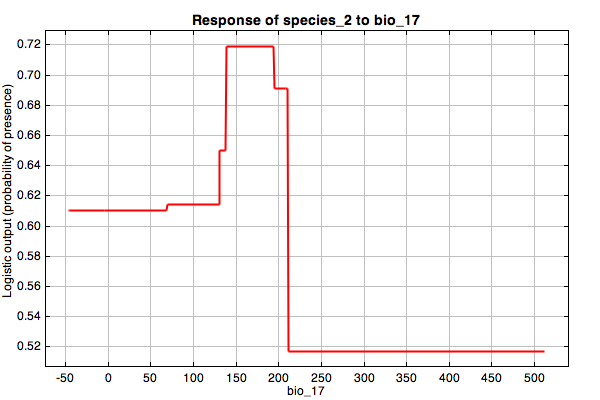 Response of species_2 to bio_17
Logistic output (probability of presence)
0.72
0.70
0.68
0.66
0.64
0.62
0.60
0.58
0.56
0.54
0.52
-50 0 50 100 150 200 250 300 350 400 450 500
bio_17